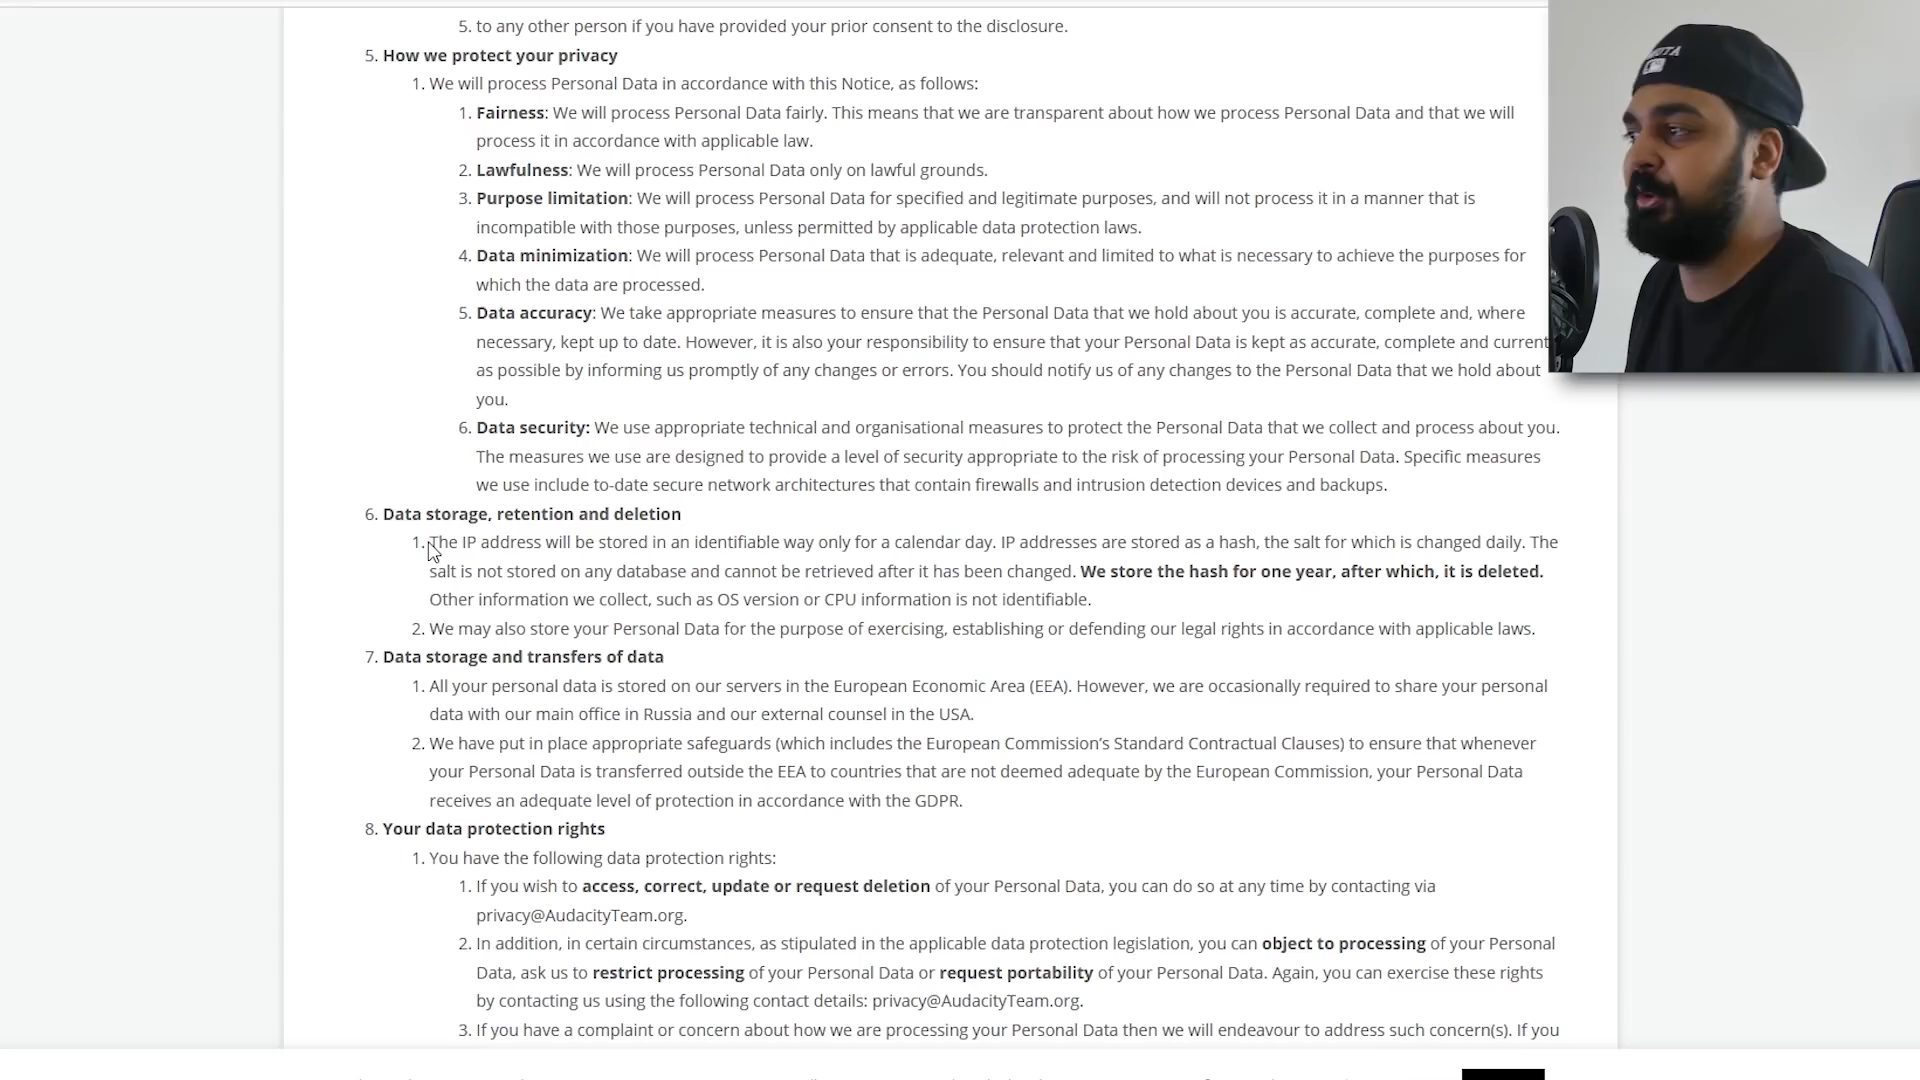 5. to any other person if you have provided your prior consent to the disclosure.
5. How we protect your privacy
1. We will process Personal Data in accordance with this Notice, as follows:
1. Fairness: We will process Personal Data fairly. This means that we are transparent about how we process Personal Data and that we will
process it in accordance with applicable law.
2. Lawfulness: We will process Personal Data only on lawful grounds.
3. Purpose limitation: We will process Personal Data for specified and legitimate purposes, and will not process it in a manner that is
incompatible with those purposes, unless permitted by applicable data protection laws.
4. Data minimization: We will process Personal Data that is adequate, relevant and limited to what is necessary to achieve the purposes for
which the data are processed.
5. Data accuracy: We take appropriate measures to ensure that the Personal Data that we hold about you is accurate, complete and, where
necessary, kept up to date. However, it is also your responsibility to ensure that your Personal Data is kept as accurate, complete and current
as possible by informing us promptly of any changes or errors. You should notify us of any changes to the Personal Data that we hold about
you.
6. Data security: We use appropriate technical and organisational measures to protect the Personal Data that we collect and process about you.
The measures we use are designed to provide a level of security appropriate to the risk of processing your Personal Data. Specific measures
we use include to-date secure network architectures that contain firewalls and intrusion detection devices and backups.
6. Data storage, retention and deletion
1. The IP address will be stored in an identifiable way only for a calendar day. IP addresses are stored as a hash, the salt for which is changed daily. The
salt is not stored on any database and cannot be retrieved after it has been changed. We store the hash for one year, after which, it is deleted.
Other information we collect, such as OS version or CPU information is not identifiable.
2. We may also store your Personal Data for the purpose of exercising, establishing or defending our legal rights in accordance with applicable laws.
7. Data storage and transfers of data
1. All your personal data is stored on our servers in the European Economic Area (EEA). However, we are occasionally required to share your personal
data with our main office in Russia and our external counsel in the USA.
2. We have put in place appropriate safeguards (which includes the European Commission's Standard Contractual Clauses) to ensure that whenever
your Personal Data is transferred outside the EEA to countries that are not deemed adequate by the European Commission, your Personal Data
receives an adequate level of protection in accordance with the GDPR.
8. Your data protection rights
1. You have the following data protection rights:
1. If you wish to access, correct, update or request deletion of your Personal Data, you can do so at any time by contacting via
privacy@AudacityTeam.org.
2. In addition, in certain circumstances, as stipulated in the applicable data protection legislation, you can object to processing of your Personal
Data, ask us to restrict processing of your Personal Data or request portability of your Personal Data. Again, you can exercise these rights
by contacting us using the following contact details: privacy@AudacityTeam.org.
3. If you have a complaint or concern about how we are processing your Personal Data then we will endeavour to address such concern(s). If you